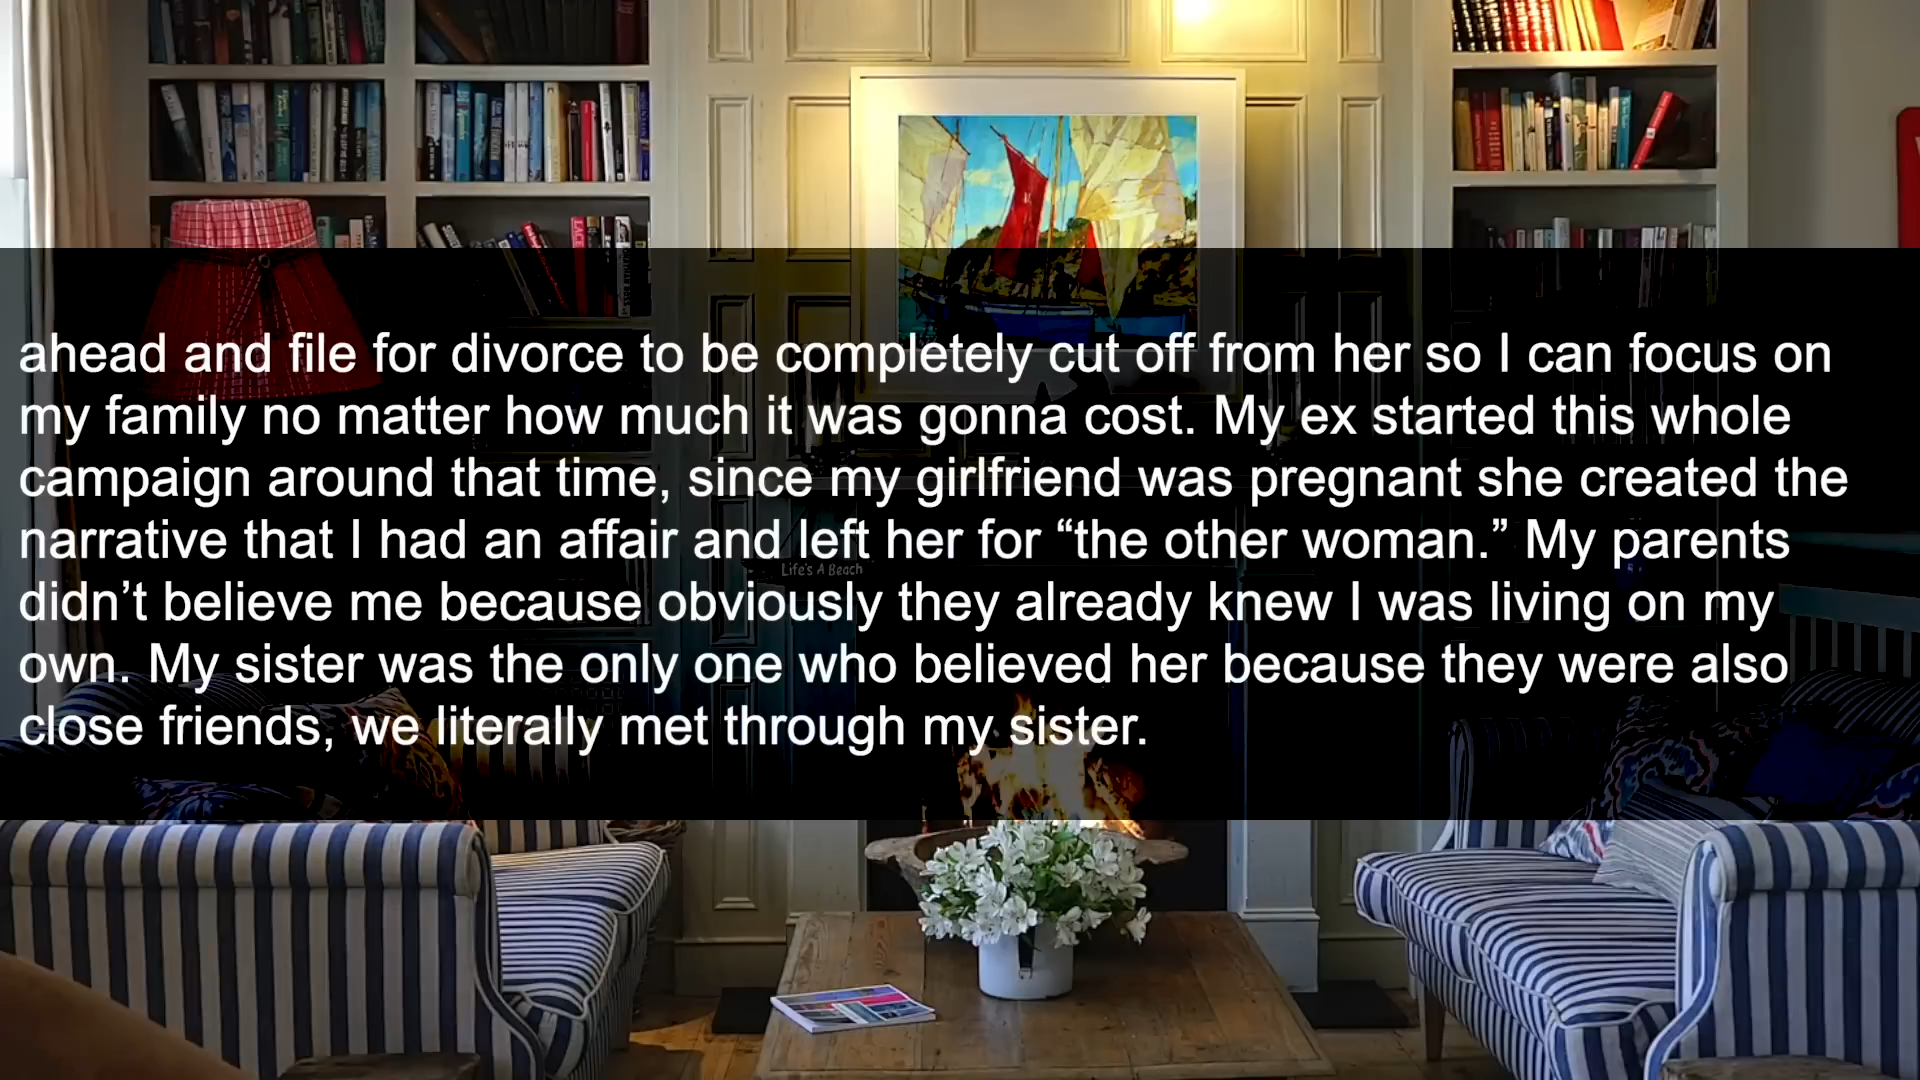 ahead and file for divorce to be completely cut off from her so I can focus on
my family no matter how much it was gonna cost. My ex started this whole
campaign around that time, since my girlfriend was pregnant she created the
narrative that I had an affair and left her for “the other woman.” My parents
Life's A Beach
didn’t believe me because obviously they already knew I was living on my
own. My sister was the only one who believed her because they were also
close friends, we literally met through my sister.